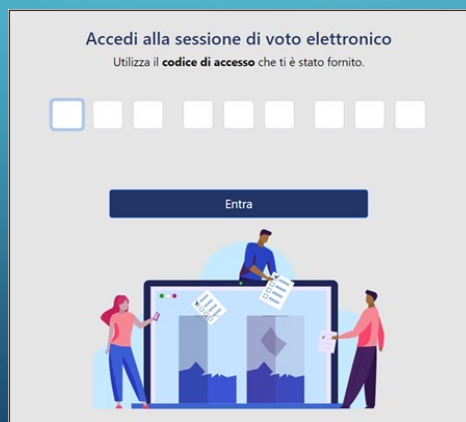 Accedi alla sessione di voto elettronico
Utilizza il codice di accesso che ti è stato fornito.
Entra